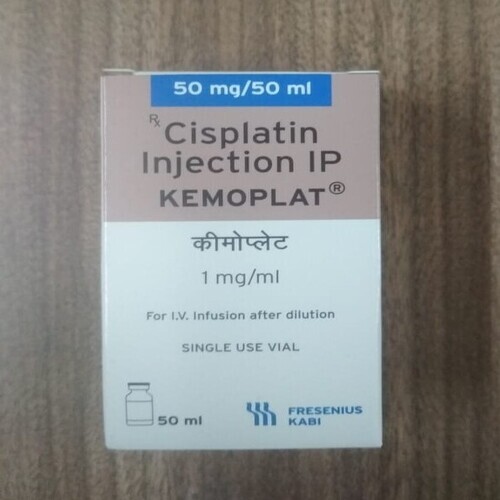 50 mg/50 ml
Rx Cisplatin
Injection IP
KEMOPLAT®
कीमोप्लेट
1 mg/ml
For I.V. Infusion after dilution
SINGLE USE VIAL
50 ml
FRESENIUS
KABI